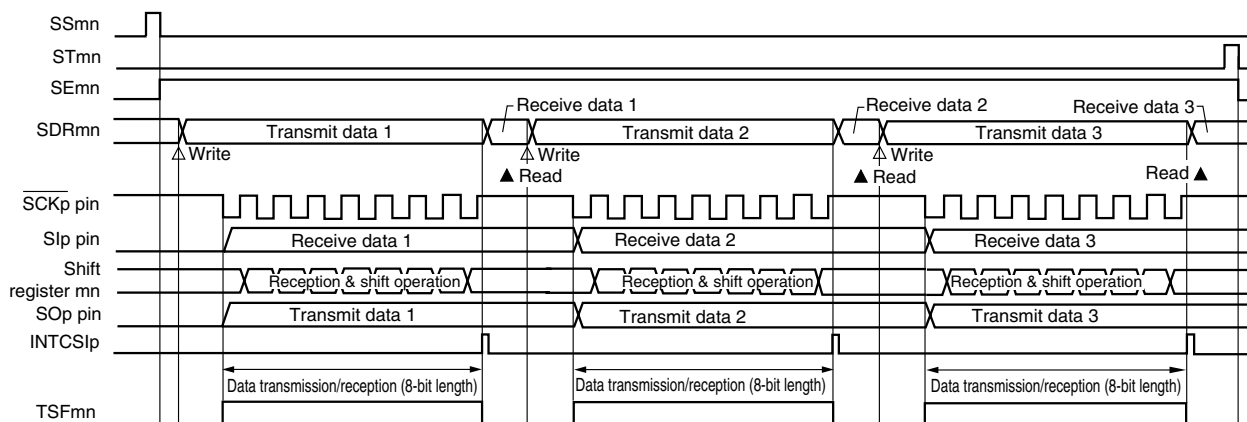 SSmn
STmn
SEmn
Receive data 1
Receive data 2
Receive data 3
SDRmn
Transmit data 1
Transmit data 2
Transmit data 3
Write
Write
Write
Read
Read
Read
SCKp pin
SIp pin
Receive data 1
Receive data 2
Receive data 3
Shift
register mn
Reception & shift operation
Reception & shift operation
Reception & shift operation
SOp pin
Transmit data 1
Transmit data 2
Transmit data 3
INTCSIp
Data transmission/reception (8-bit length)
Data transmission/reception (8-bit length)
Data transmission/reception (8-bit length)
TSFmn